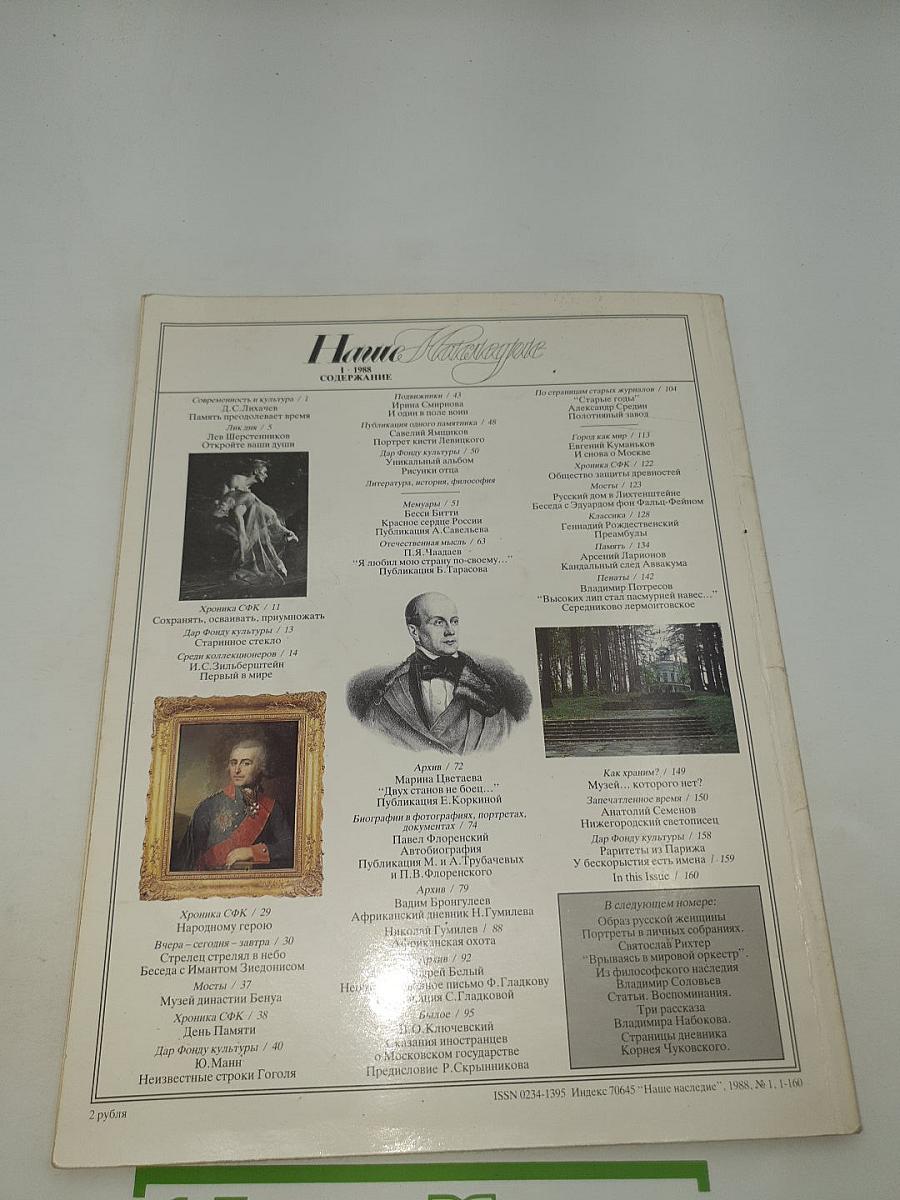 Наше Наследие
1 · 1988
СОДЕРЖАНИЕ
Современность и культура / 1
Д.С.Лихачев
Память преодолевает время
Лик дня / 5
Лев Шерстенников
Откройте ваши души
Хроника СФК / 11
Сохранять, осваивать, приумножать
Дар Фонду культуры / 13
Старинное стекло
Среди коллекционеров / 14
И.С.Зильберштейн
Первый в мире
Хроника СФК / 29
Народному герою
Вчера – сегодня – завтра / 30
Стрелец стрелял в небо
Беседа с Имантом Зиедонисом
Мосты / 37
Музей династии Бенуа
Хроника СФК / 38
День Памяти
Дар Фонду культуры / 40
Ю.Манн
Неизвестные строки Гоголя
Подвижники / 43
Ирина Смирнова
И один в поле воин
Публикация одного памятника / 48
Савелий Ямщиков
Портрет кисти Левицкого
Дар Фонду культуры / 50
Уникальный альбом
Рисунки отца
Литература, история, философия
Мемуары / 51
Бесси Битти
Красное сердце России
Публикация А.Савельева
Отечественная мысль / 63
П.Я.Чаадаев
"Я любил мою страну по-своему…"
Публикация Б.Тарасова
Архив / 72
Марина Цветаева
"Двух станов не боец…"
Публикация Е.Коркиной
Биографии в фотографиях, портретах,
документах / 74
Павел Флоренский
Автобиография
Публикация М. и А.Трубачевых
и П.В.Флоренского
Архив / 79
Вадим Бронгулеев
Африканский дневник Н.Гумилева
Николай Гумилев / 88
Африканская охота
Архив / 92
Андрей Белый
письмо Ф.Гладкову
С.Гладковой
Былое / 95
В.О.Ключевский
Сказания иностранцев
о Московском государстве
Предисловие Р.Скрынникова
По страницам старых журналов / 104
"Старые годы"
Александр Средин
Полотняный завод
Город как мир / 113
Евгений Куманьков
И снова о Москве
Хроника СФК / 122
Общество защиты древностей
Мосты / 123
Русский дом в Лихтенштейне
Беседа с Эдуардом фон Фальц-Фейном
Классика / 128
Геннадий Рождественский
Преамбулы
Память / 134
Арсений Ларионов
Кандальный след Аввакума
Пенаты / 142
Владимир Потресов
"Высоких лип стал пасмурней навес…"
Середниково лермонтовское
Как храним? / 149
Музей… которого нет?
Запечатленное время / 150
Анатолий Семенов
Нижегородский светописец
Дар Фонду культуры / 158
Раритеты из Парижа
У бескорыстия есть имена / 159
In this Issue / 160
В следующем номере:
Образ русской женщины
Портреты в личных собраниях.
Святослав Рихтер
"Врываясь в мировой оркестр".
Из философского наследия
Владимир Соловьев
Статьи. Воспоминания.
Три рассказа
Владимира Набокова.
Страницы дневника
Корнея Чуковского.
ISSN 0234-1395 Индекс 70645 "Наше наследие", 1988, № 1, 1-160
2 рубля